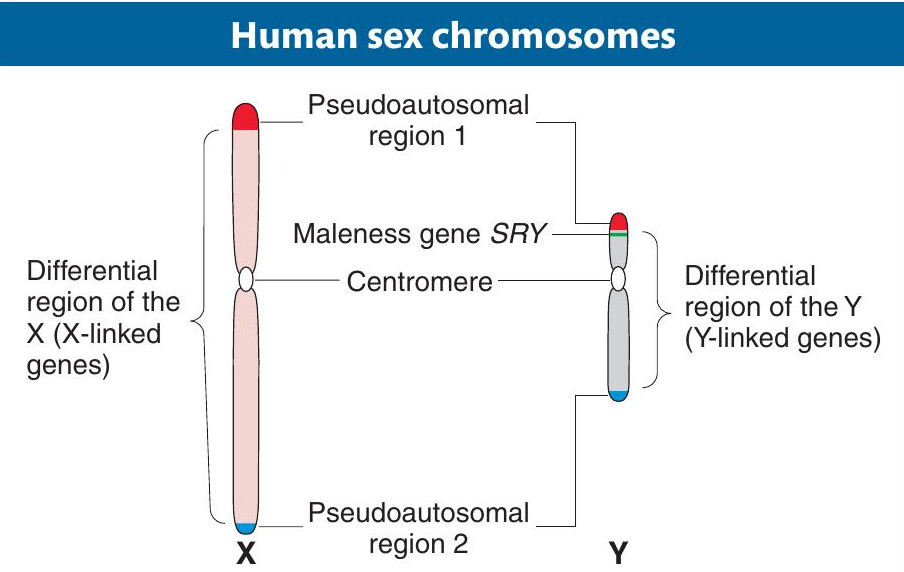 Human sex chromosomes
Pseudoautosomal
region 1
Maleness gene SRY
Centromere
Differential
region of the
X (X-linked
genes)
Differential
region of the Y
(Y-linked genes)
Pseudoautosomal
region 2
X
Y